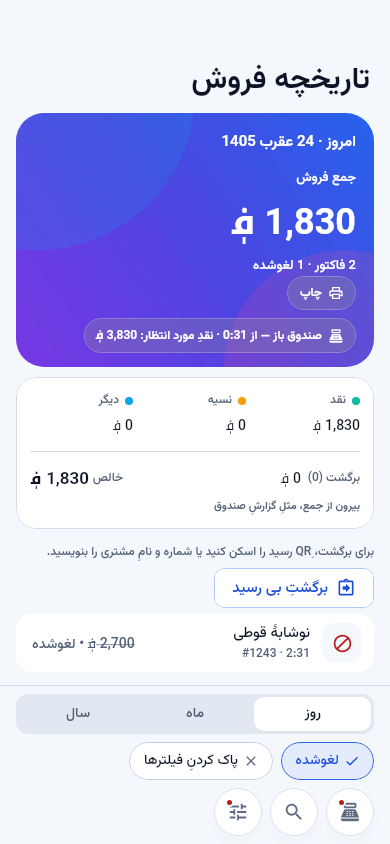 تاریخچه فروش
امروز · 24 عقرب 1405
جمع فروش
1,830 ؋
2 فاکتور · 1 لغوشده
چاپ
صندوق باز — از 0:31 · نقدِ مورد انتظار: 3,830 ؋
نقد
1,830 ؋
نسیه
0 ؋
دیگر
0 ؋
برگشت (0) 0 ؋
خالص 1,830 ؋
بیرون از جمع، مثلِ گزارشِ صندوق
برای برگشت، QR رسید را اسکن کنید یا شماره و نامِ مشتری را بنویسید.
برگشتِ بی رسید
نوشابهٔ قوطی
2:31 · #1243
2,700 ؋ • لغوشده
روز
ماه
سال
لغوشده
پاک کردنِ فیلترها